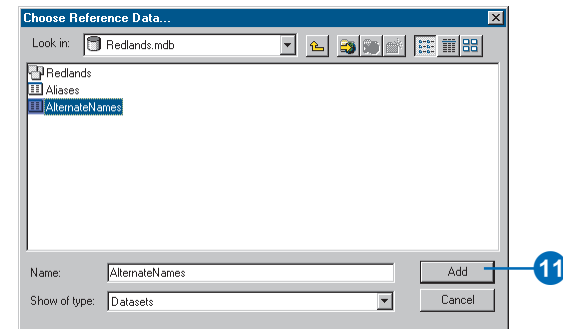 Choose Reference Data...
Look in: Redlands.mdb
Redlands
Aliases
AlternateNames
Name: AlternateNames Add 11
Show of type: Datasets Cancel